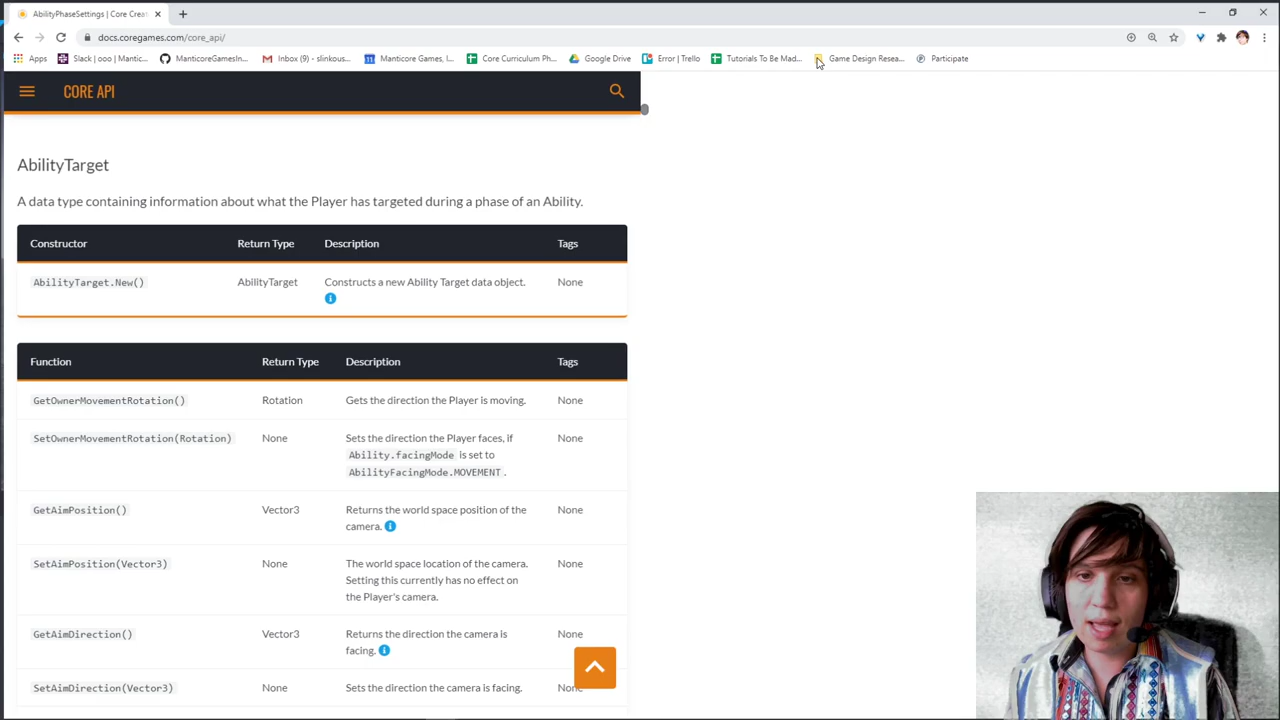 AbilityPhaseSettings | Core Crea
docs.coregames.com/core_api/
Apps
Slack | ooo | Mantic...
ManticoreGamesIn...
Inbox (9) - slinkous...
Manticore Games, I...
Core Curriculum Ph...
Google Drive
Error | Trello
Tutorials To Be Mad...
Game Design Resea...
Participate
CORE API
AbilityTarget
A data type containing information about what the Player has targeted during a phase of an Ability.
Constructor Return Type Description Tags
AbilityTarget.New() AbilityTarget Constructs a new Ability Target data object. None
Function Return Type Description Tags
GetOwnerMovementRotation() Rotation Gets the direction the Player is moving. None
SetOwnerMovementRotation(Rotation) None Sets the direction the Player faces, if None
Ability.facingMode is set to
AbilityFacingMode.MOVEMENT.
GetAimPosition() Vector3 Returns the world space position of the None
camera.
SetAimPosition(Vector3) None The world space location of the camera. None
Setting this currently has no effect on
the Player's camera.
GetAimDirection() Vector3 Returns the direction the camera is None
facing.
SetAimDirection(Vector3) None Sets the direction the camera is facing. None